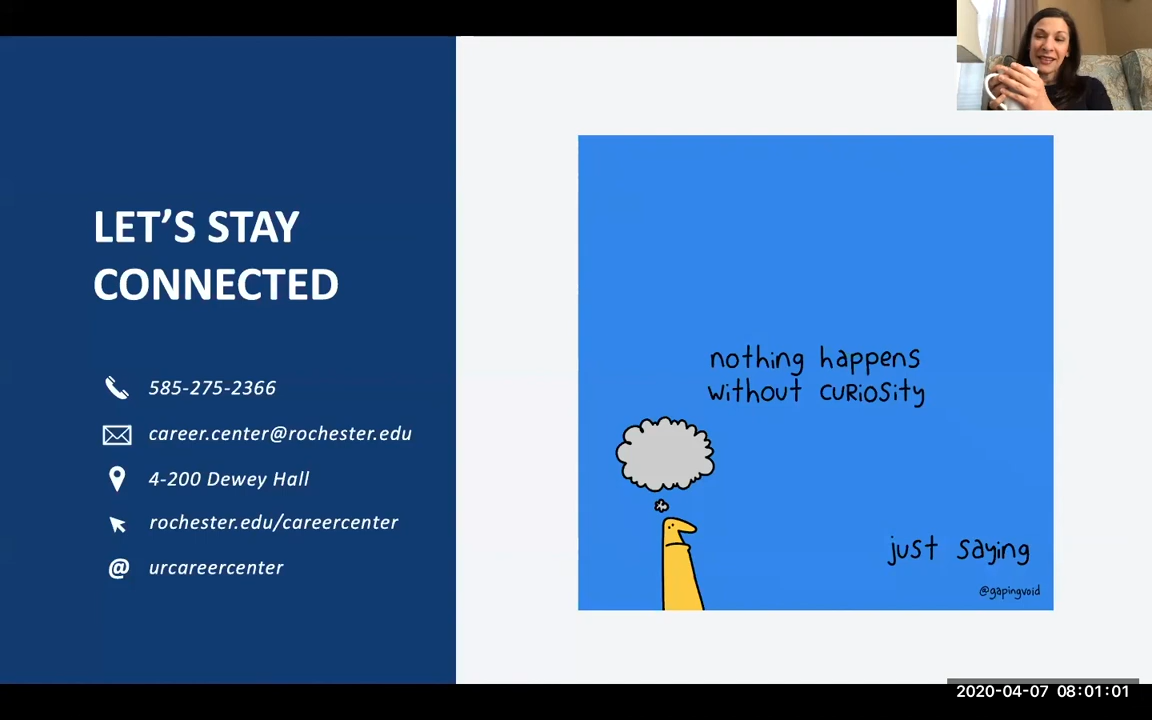 LET'S STAY
CONNECTED
585-275-2366
career.center@rochester.edu
4-200 Dewey Hall
rochester.edu/careercenter
@ urcareercenter
nothing happens
without curiosity
just saying
@gapingvoid
2020-04-07 08:01:01